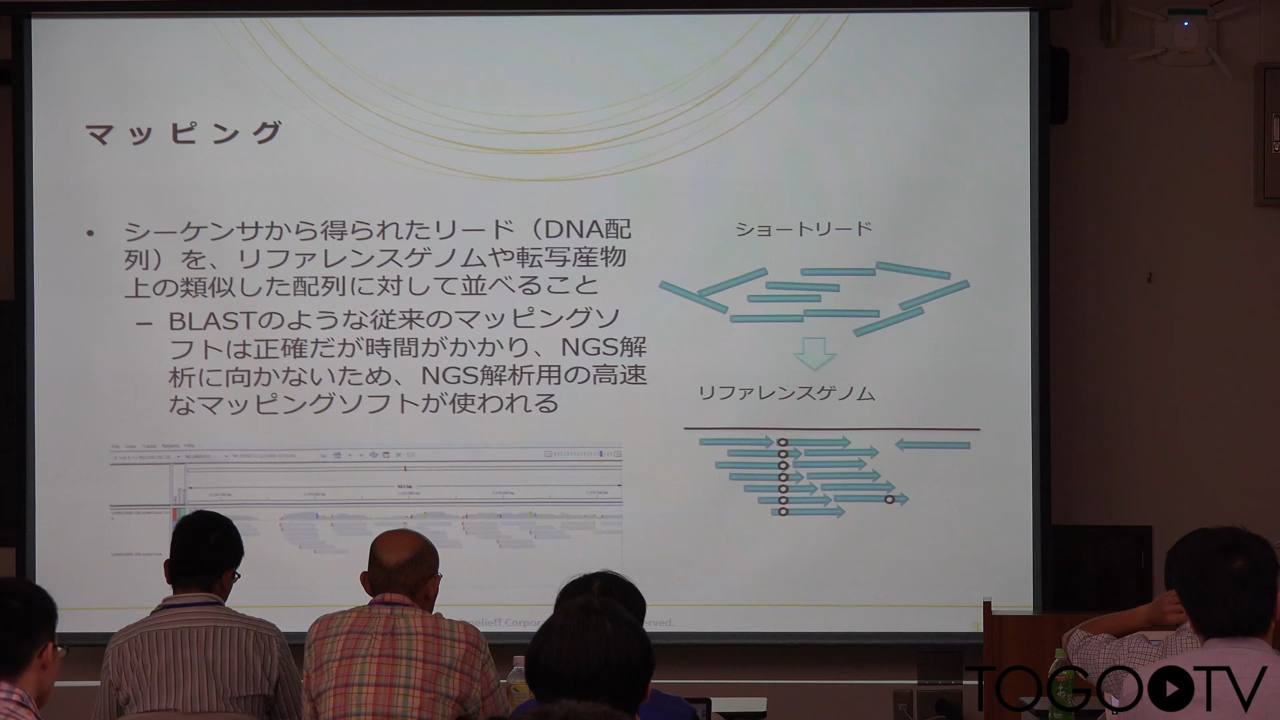 マッピング
• シーケンサから得られたリード（DNA配
列）を、リファレンスゲノムや転写産物
上の類似した配列に対して並べること
– BLASTのような従来のマッピングソ
フトは正確だが時間がかかり、NGS解
析に向かないため、NGS解析用の高速
なマッピングソフトが使われる
ショートリード
リファレンスゲノム
TOGOTV